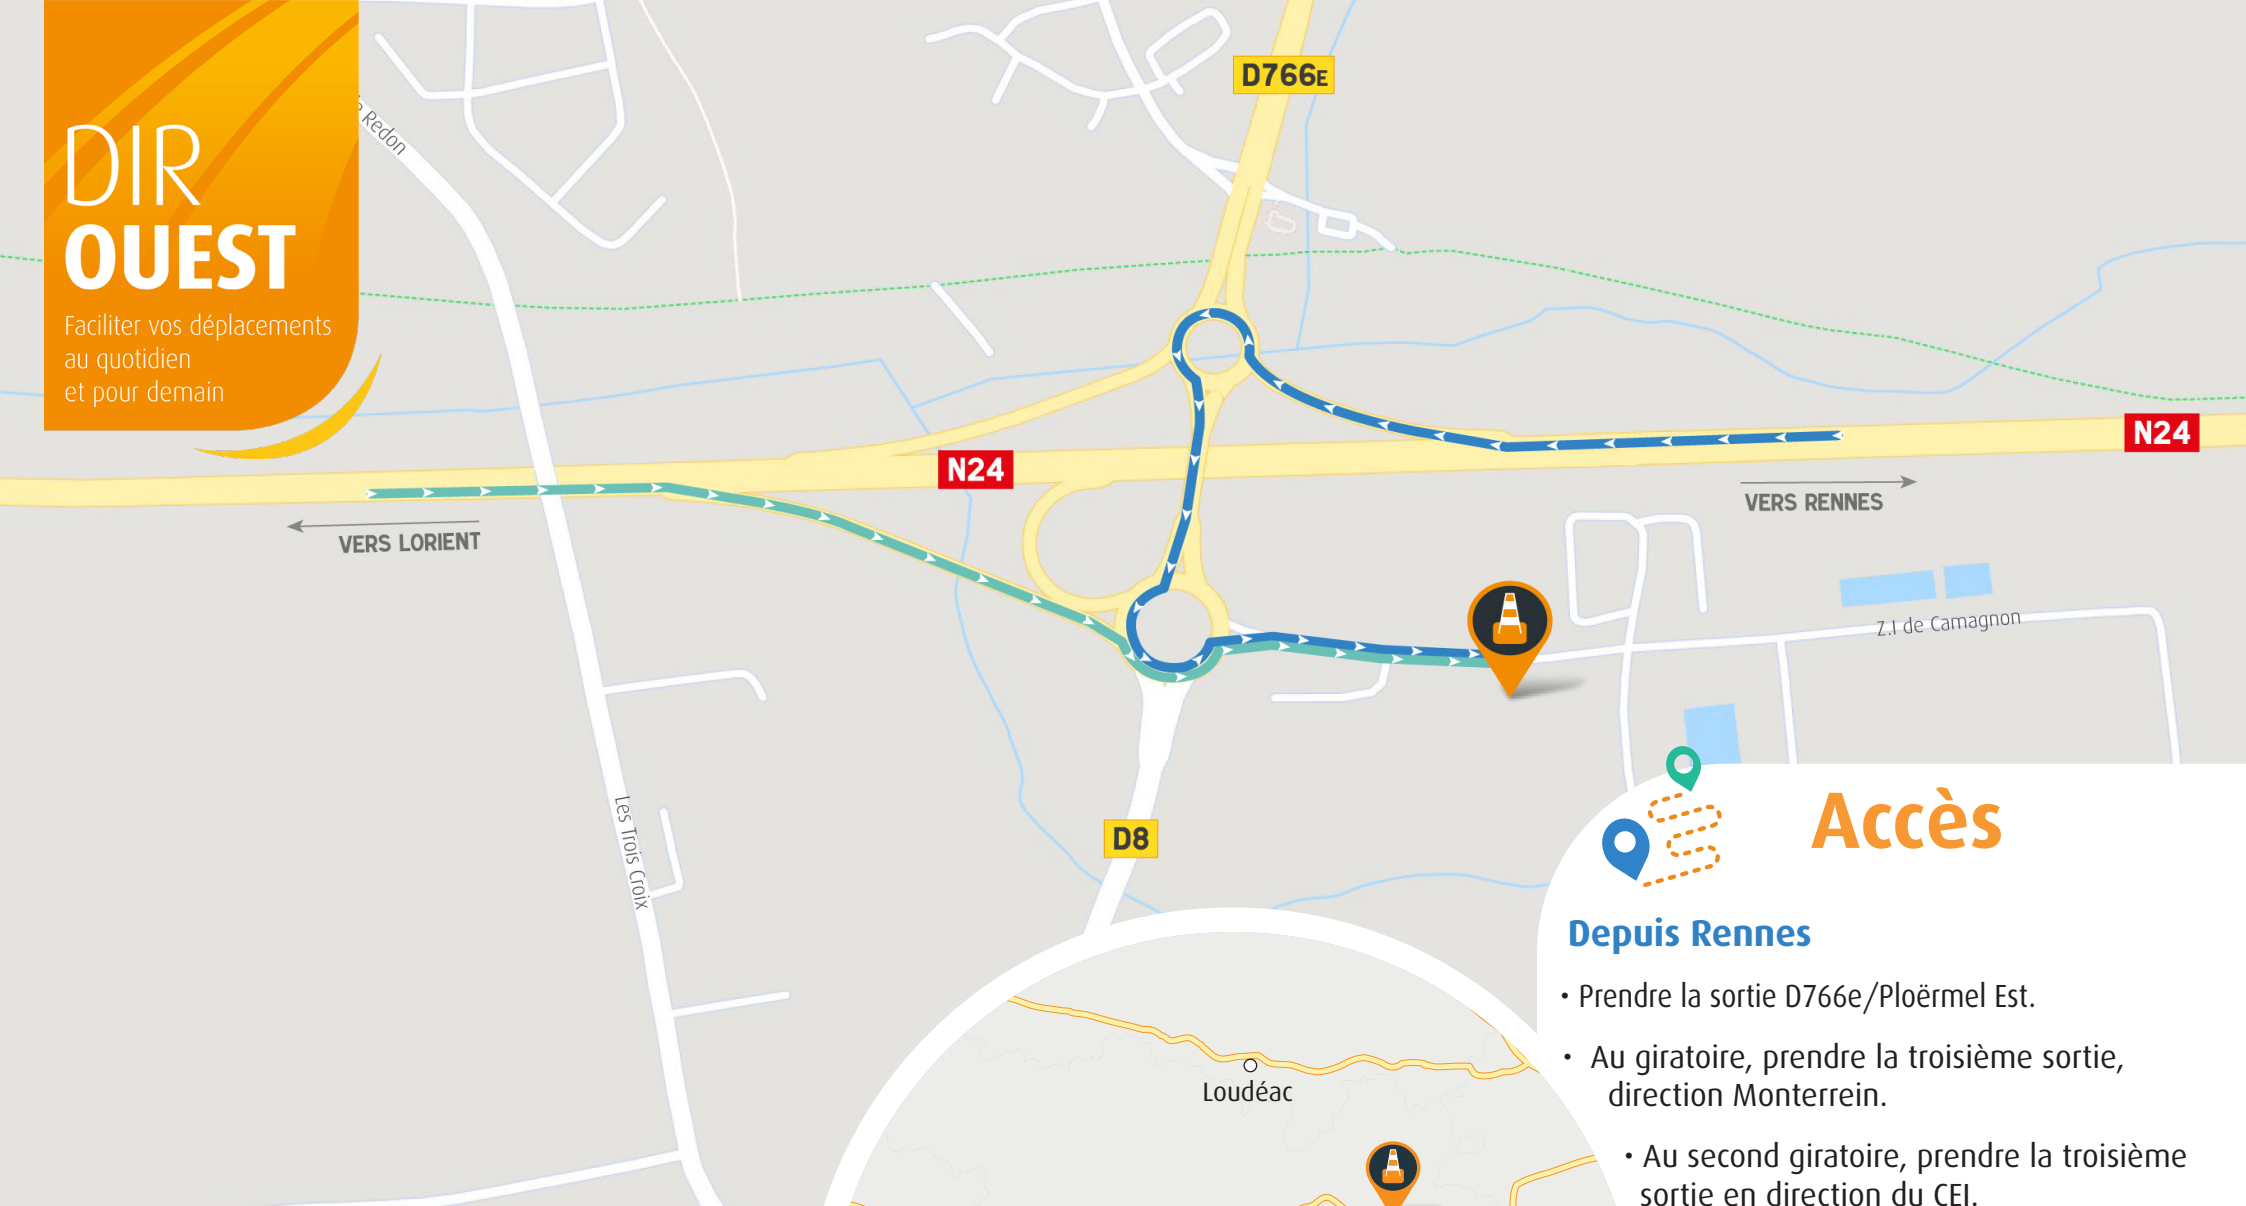 DIR
OUEST
Faciliter vos déplacements
au quotidien
et pour demain
Redon
D766E
N24
N24
VERS RENNES
VERS LORIENT
Z.I de Camagnon
Les Trois Croix
D8
Loudéac
Accès
Depuis Rennes
• Prendre la sortie D766e/Ploërmel Est.
• Au giratoire, prendre la troisième sortie,
direction Monterrein.
• Au second giratoire, prendre la troisième
sortie en direction du CEI.